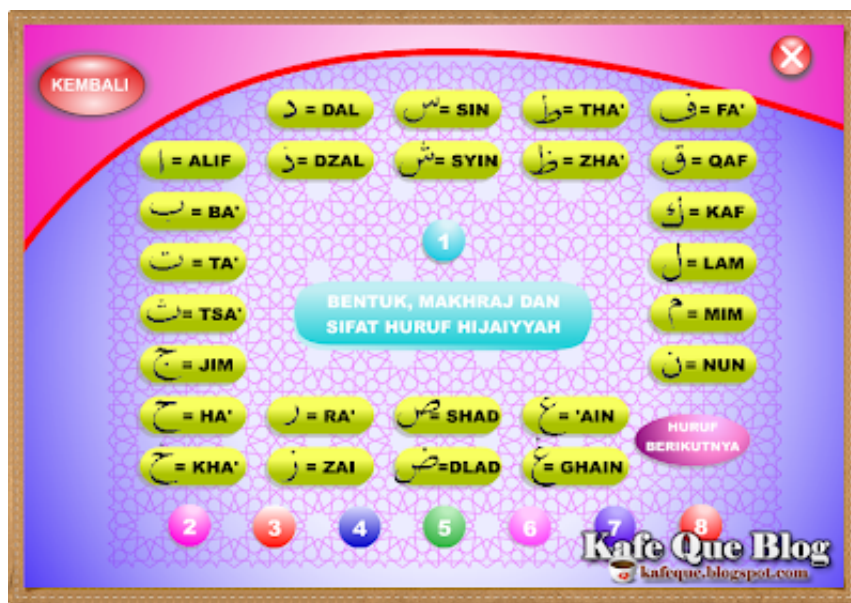 KEMBALI
د = DAL
س = SIN
ط = THA'
ف = FA'
ا = ALIF
ذ = DZAL
ش = SYIN
ظ = ZHA'
ق = QAF
ب = BA'
ك = KAF
1
ت = TA'
ل = LAM
BENTUK, MAKHRAJ DAN
SIFAT HURUF HIJAIYYAH
ث = TSA'
م = MIM
ج = JIM
ن = NUN
ح = HA'
ر = RA'
ص = SHAD
ع = 'AIN
HURUF
BERIKUTNYA
خ = KHA'
ز = ZAI
ض =DLAD
غ = GHAIN
2 3 4 5 6 7 8
Kafe Que Blog
kafeque.blogspot.com